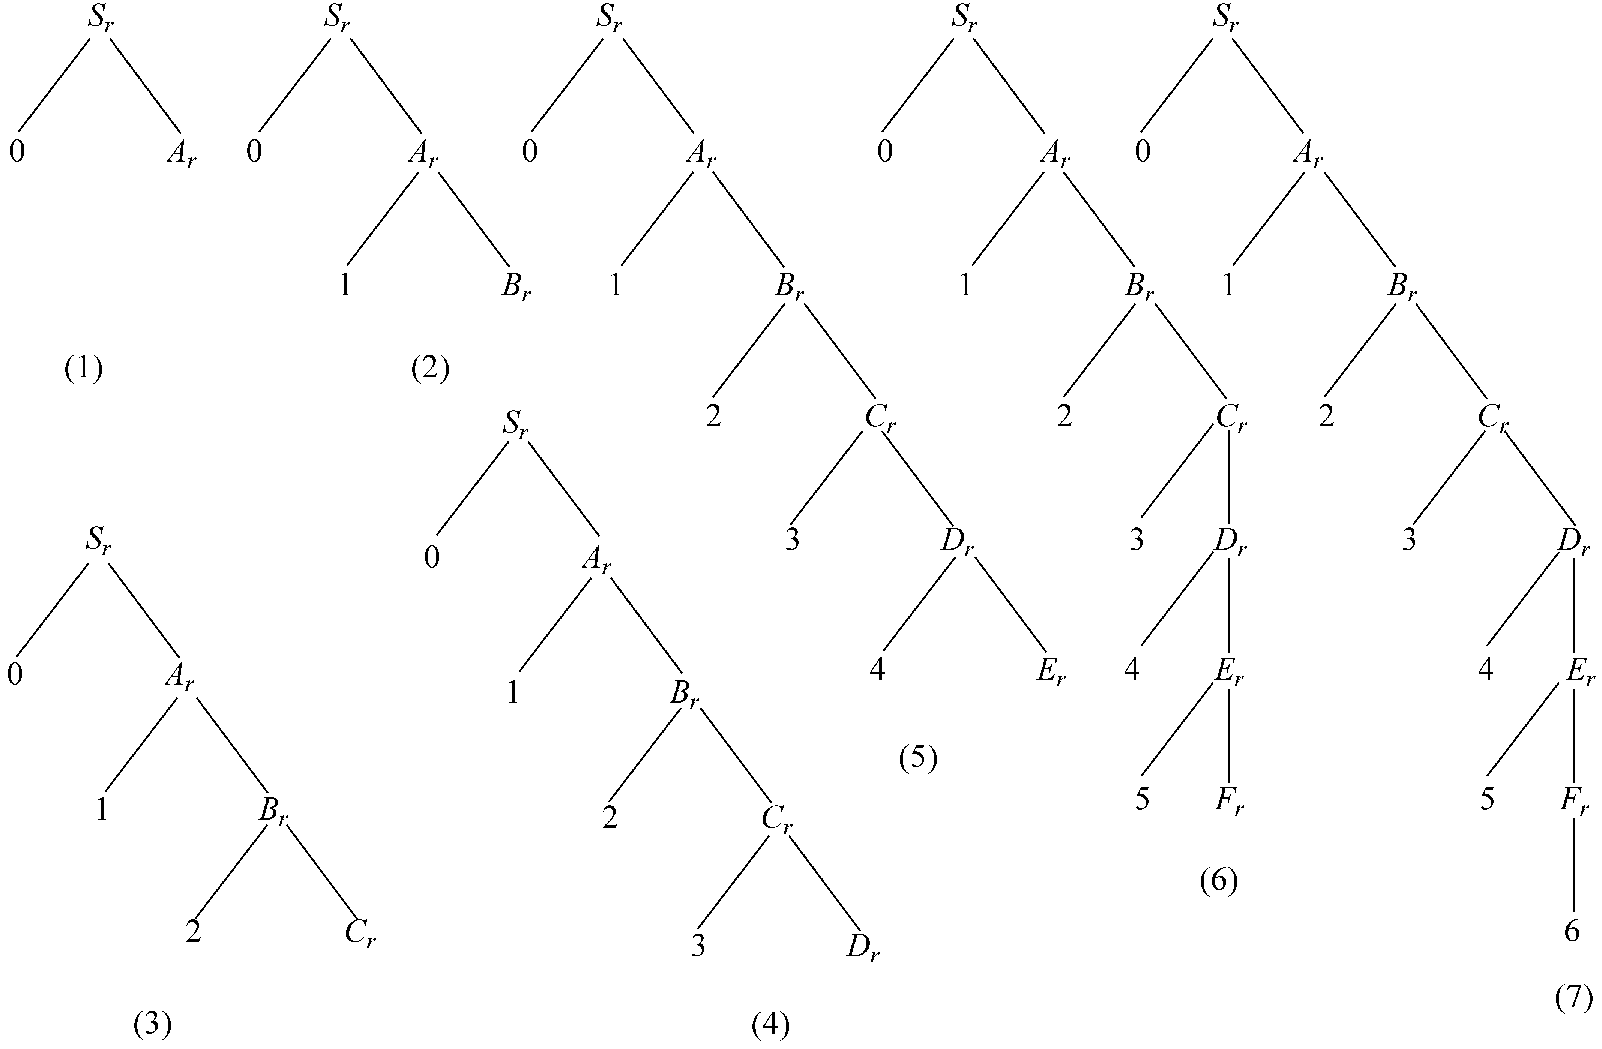 S_r S_r S_r S_r S_r
0 A_r 0 A_r 0 A_r 0 A_r 0 A_r
1 B_r 1 B_r 1 B_r 1 B_r
(1) (2)
2 C_r 2 C_r 2 C_r
S_r
S_r 3 D_r 3 D_r 3 D_r
0 A_r
0 A_r 4 E_r 4 E_r 4 E_r
1 B_r
(5)
1 B_r 2 C_r 5 F_r 5 F_r
(6)
2 C_r 3 D_r 6
(7)
(3) (4)